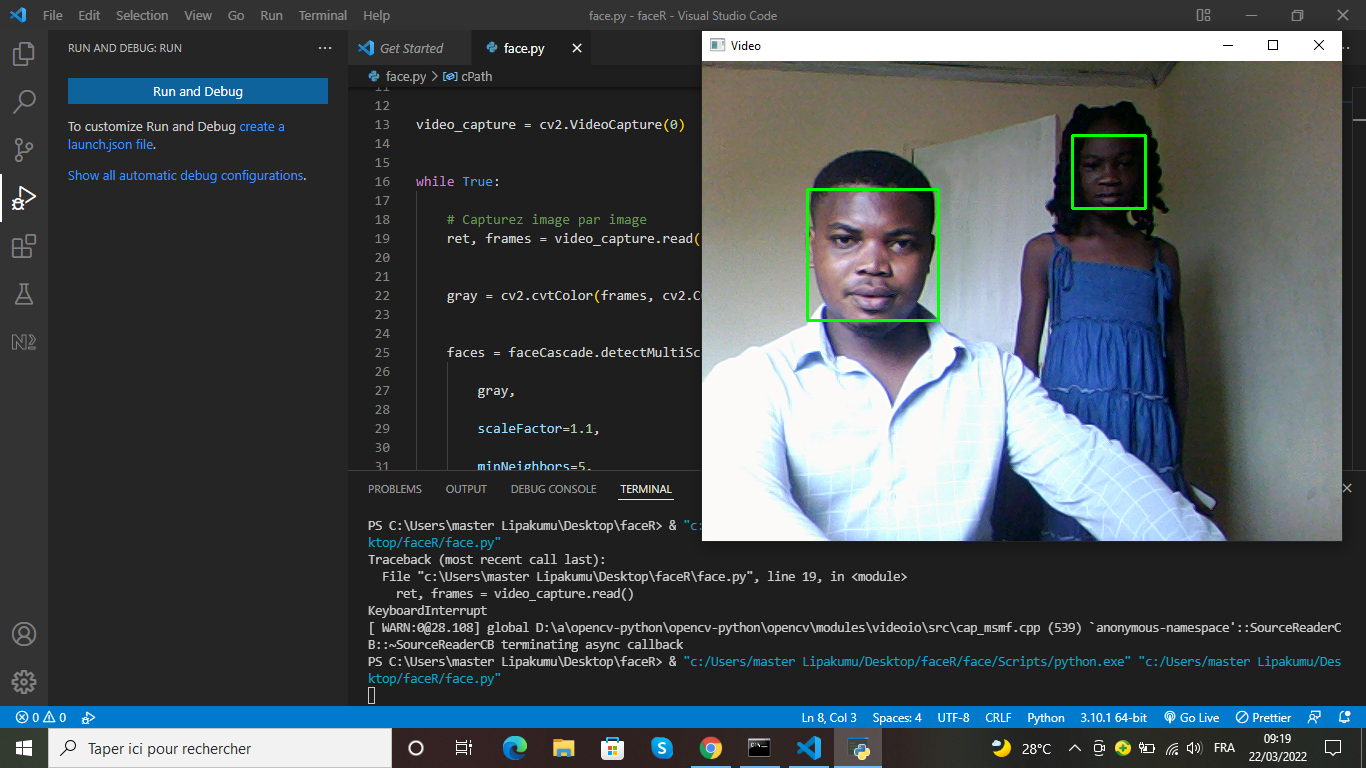 File Edit Selection View Go Run Terminal Help
face.py - faceR - Visual Studio Code
RUN AND DEBUG: RUN
Run and Debug
To customize Run and Debug create a
launch.json file.
Show all automatic debug configurations.
Get Started face.py
face.py > cPath
11
12
13 video_capture = cv2.VideoCapture(0)
14
15
16 while True:
17
18 # Capturez image par image
19 ret, frames = video_capture.read(
20
21
22 gray = cv2.cvtColor(frames, cv2.C
23
24
25 faces = faceCascade.detectMultiSc
26
27 gray,
28
29 scaleFactor=1.1,
30
31 minNeighbors=5,
Video
PROBLEMS OUTPUT DEBUG CONSOLE TERMINAL
PS C:\Users\master Lipakumu\Desktop\faceR> & "c:
ktop/faceR/face.py"
Traceback (most recent call last):
File "c:\Users\master Lipakumu\Desktop\faceR\face.py", line 19, in <module>
ret, frames = video_capture.read()
KeyboardInterrupt
[ WARN:0@28.108] global D:\a\opencv-python\opencv-python\opencv\modules\videoio\src\cap_msmf.cpp (539) `anonymous-namespace'::SourceReaderC
B::~SourceReaderCB terminating async callback
PS C:\Users\master Lipakumu\Desktop\faceR> & "c:/Users/master Lipakumu/Desktop/faceR/face/Scripts/python.exe" "c:/Users/master Lipakumu/Des
ktop/faceR/face.py"
0 0
Ln 8, Col 3 Spaces: 4 UTF-8 CRLF Python 3.10.1 64-bit Go Live Prettier
Taper ici pour rechercher
28°C
FRA
09:19
22/03/2022